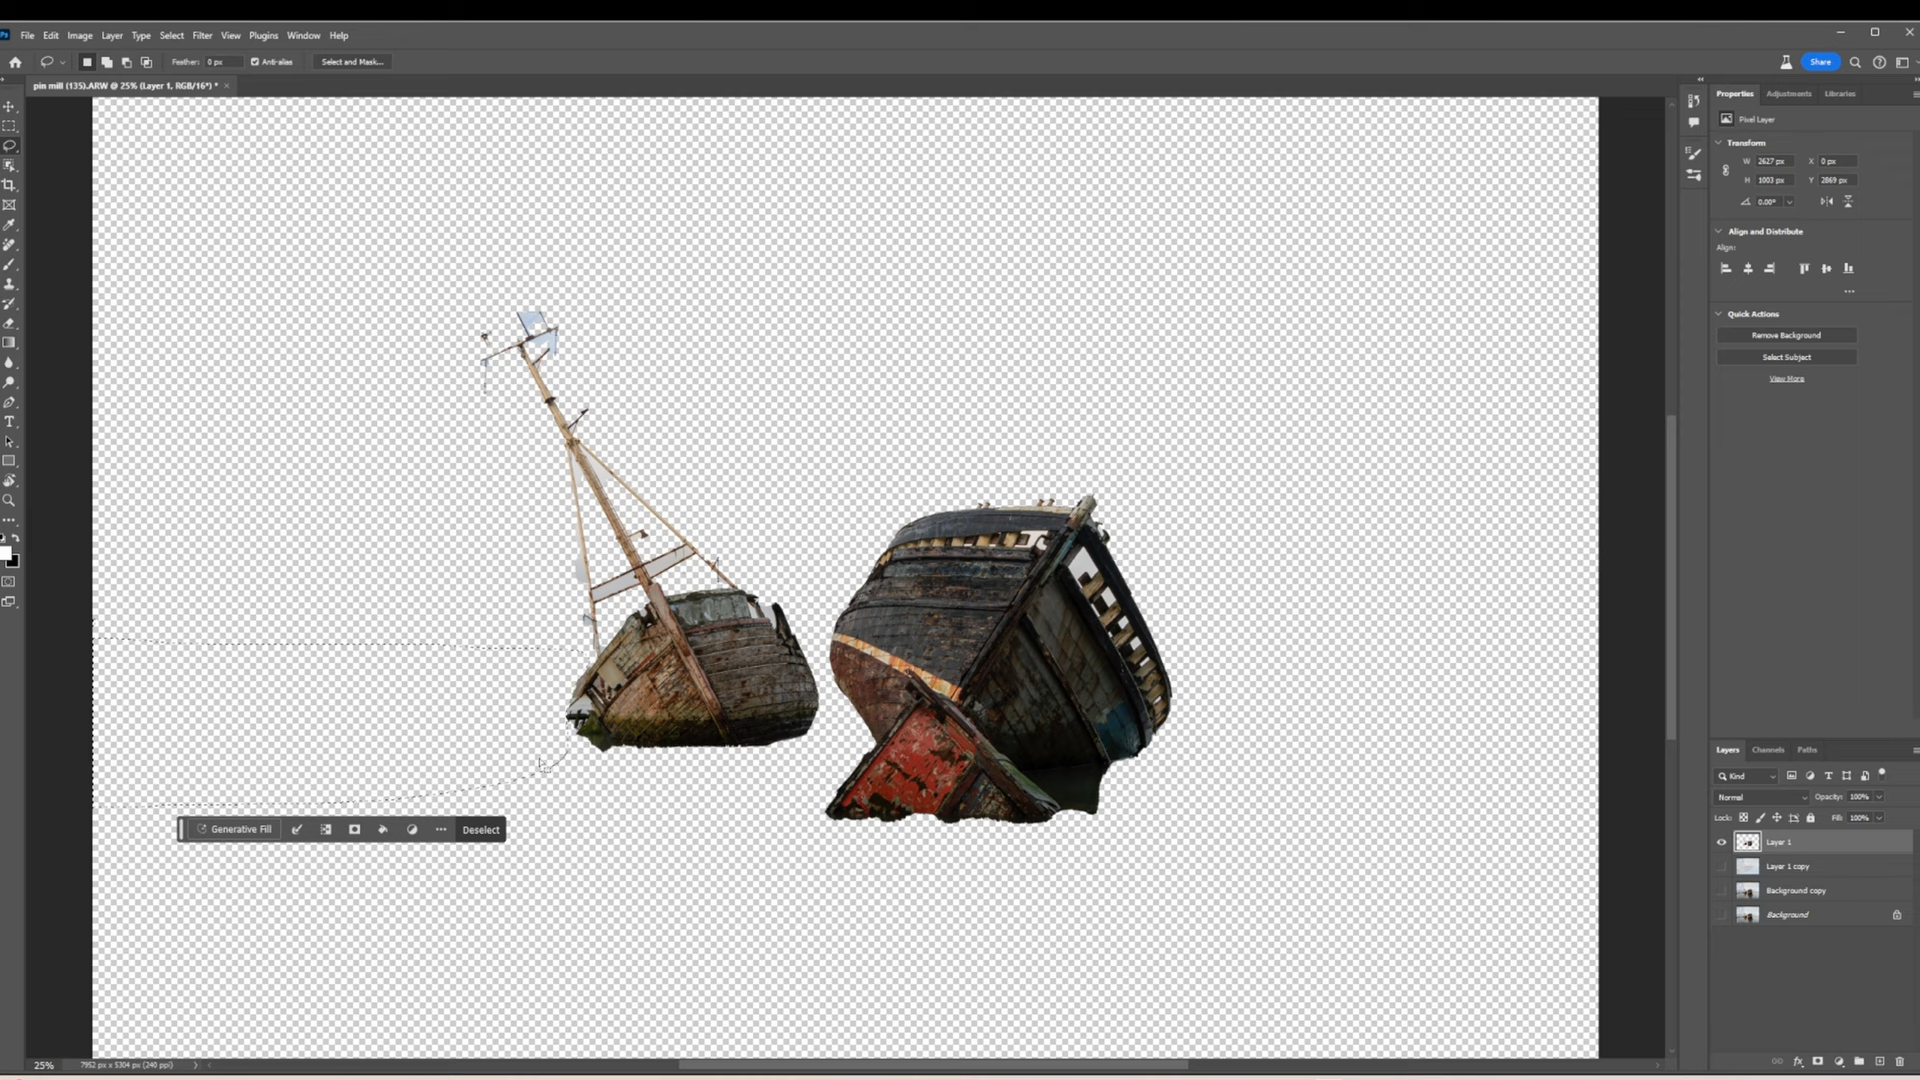 Ps File Edit Image Layer Type Select Filter View Plugins Window Help
Feather: 0 px Anti-alias Select and Mask... Share
pin mill (135).ARW @ 25% (Layer 1, RGB/16*) * ×
Properties Adjustments Libraries
Pixel Layer
Transform
W 2627 px X 0 px
H 1003 px Y 2869 px
0.00°
Align and Distribute
Align:
Quick Actions
Remove Background
Select Subject
View More
Generative Fill Deselect
Layers Channels Paths
Kind
Normal Opacity: 100%
Lock: Fill: 100%
Layer 1
Layer 1 copy
Background copy
Background
25% 7952 px x 5304 px (240 ppi)